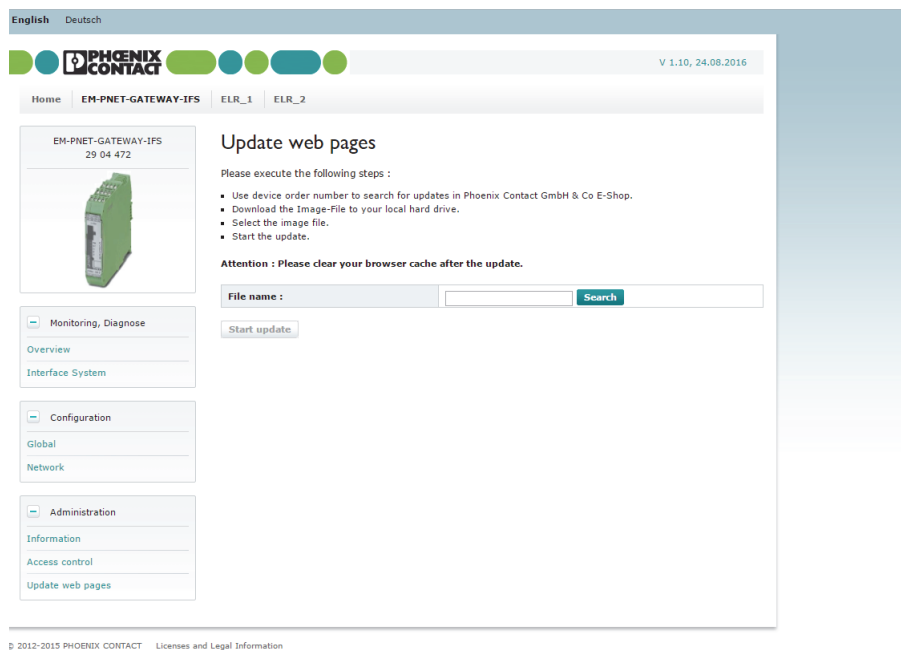 English Deutsch
PHŒNIX
CONTACT
V 1.10, 24.08.2016
Home EM-PNET-GATEWAY-IFS ELR_1 ELR_2
EM-PNET-GATEWAY-IFS
29 04 472
Update web pages
Please execute the following steps :
Use device order number to search for updates in Phoenix Contact GmbH & Co E-Shop.
Download the Image-File to your local hard drive.
Select the image file.
Start the update.
Attention : Please clear your browser cache after the update.
File name : Search
Start update
Monitoring, Diagnose
Overview
Interface System
Configuration
Global
Network
Administration
Information
Access control
Update web pages
© 2012-2015 PHOENIX CONTACT Licenses and Legal Information